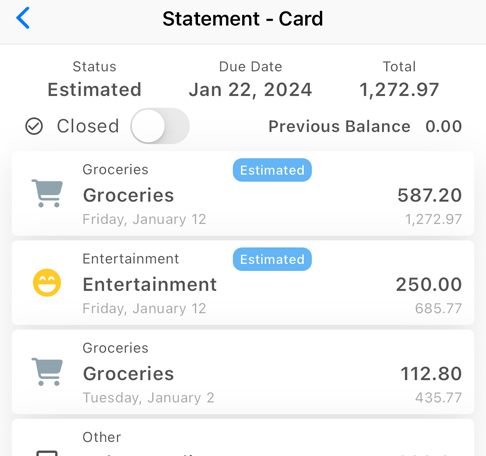 Statement - Card
Status Due Date Total
Estimated Jan 22, 2024 1,272.97
Closed Previous Balance 0.00
Groceries Estimated
Groceries 587.20
Friday, January 12 1,272.97
Entertainment Estimated
Entertainment 250.00
Friday, January 12 685.77
Groceries
Groceries 112.80
Tuesday, January 2 435.77
Other